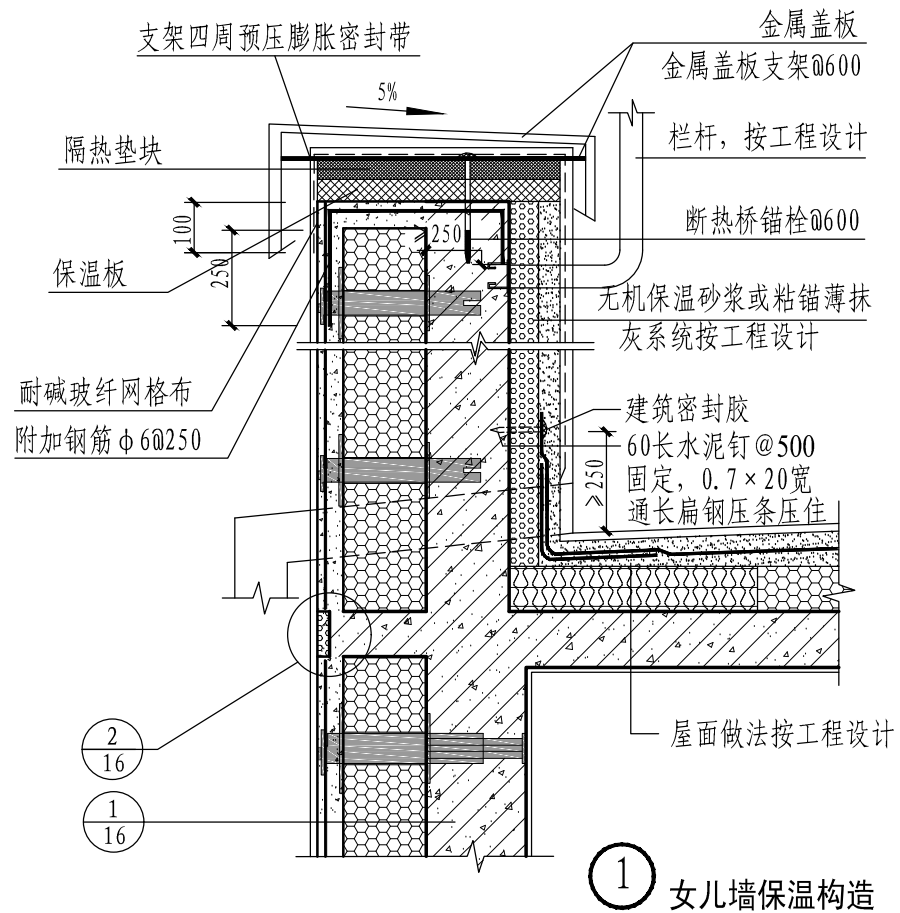 支架四周预压膨胀密封带
金属盖板
金属盖板支架@600
5%
栏杆，按工程设计
隔热垫块
100
250
250
断热桥锚栓@600
保温板
无机保温砂浆或粘锚薄抹
灰系统按工程设计
耐碱玻纤网格布
附加钢筋ф6@250
建筑密封胶
60长水泥钉@500
固定，0.7×20宽
通长扁钢压条压住
≥250
2
16
屋面做法按工程设计
1
16
1
女儿墙保温构造